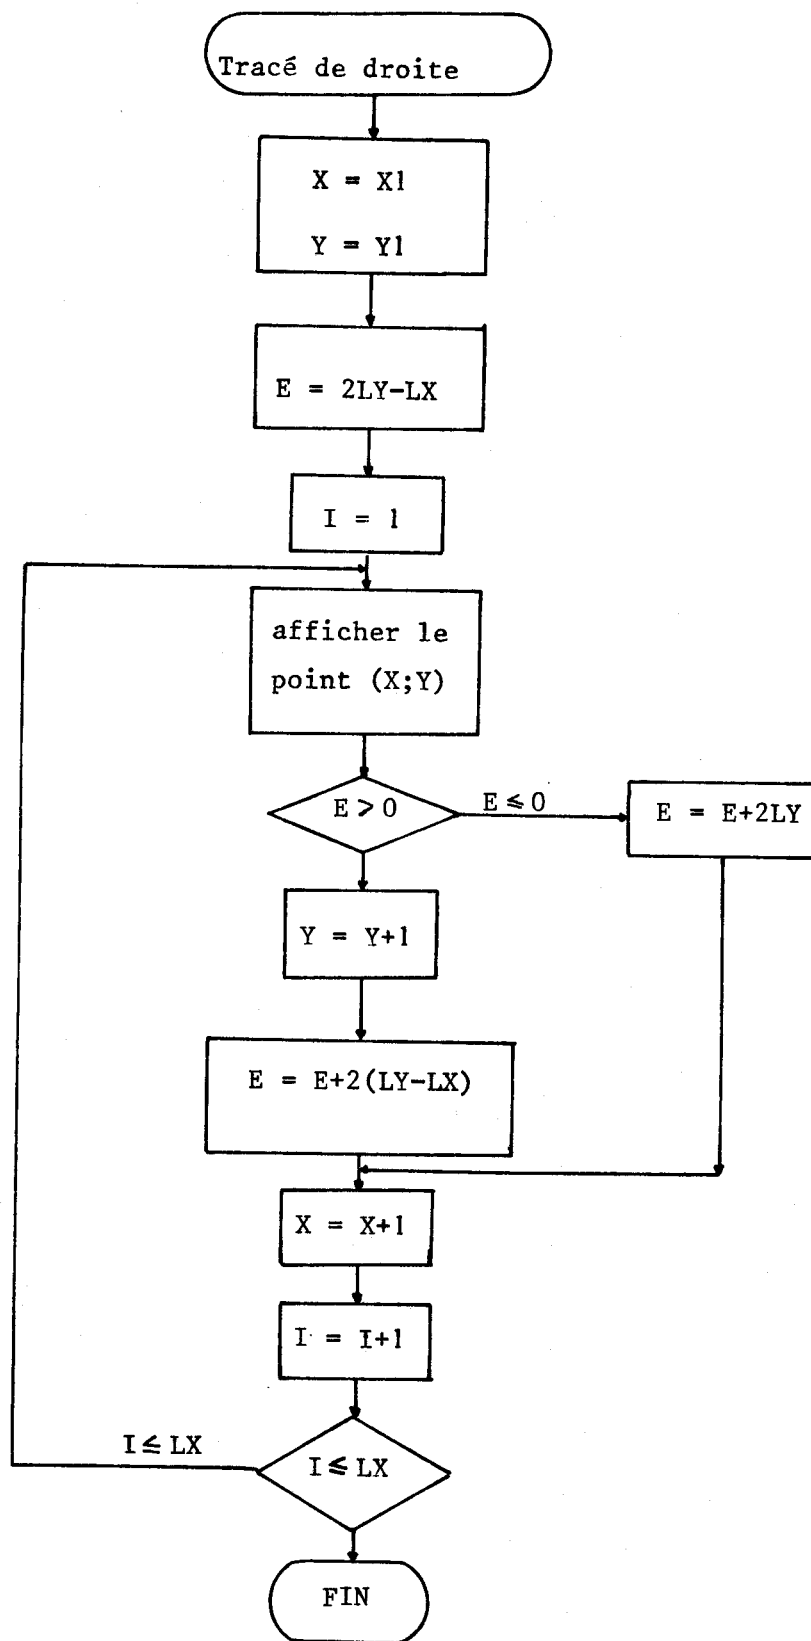 Tracé de droite
X = X1
Y = Y1
E = 2LY-LX
I = 1
afficher le
point (X;Y)
E > 0
E ≤ 0
E = E+2LY
Y = Y+1
E = E+2(LY-LX)
X = X+1
I = I+1
I ≤ LX
I ≤ LX
FIN